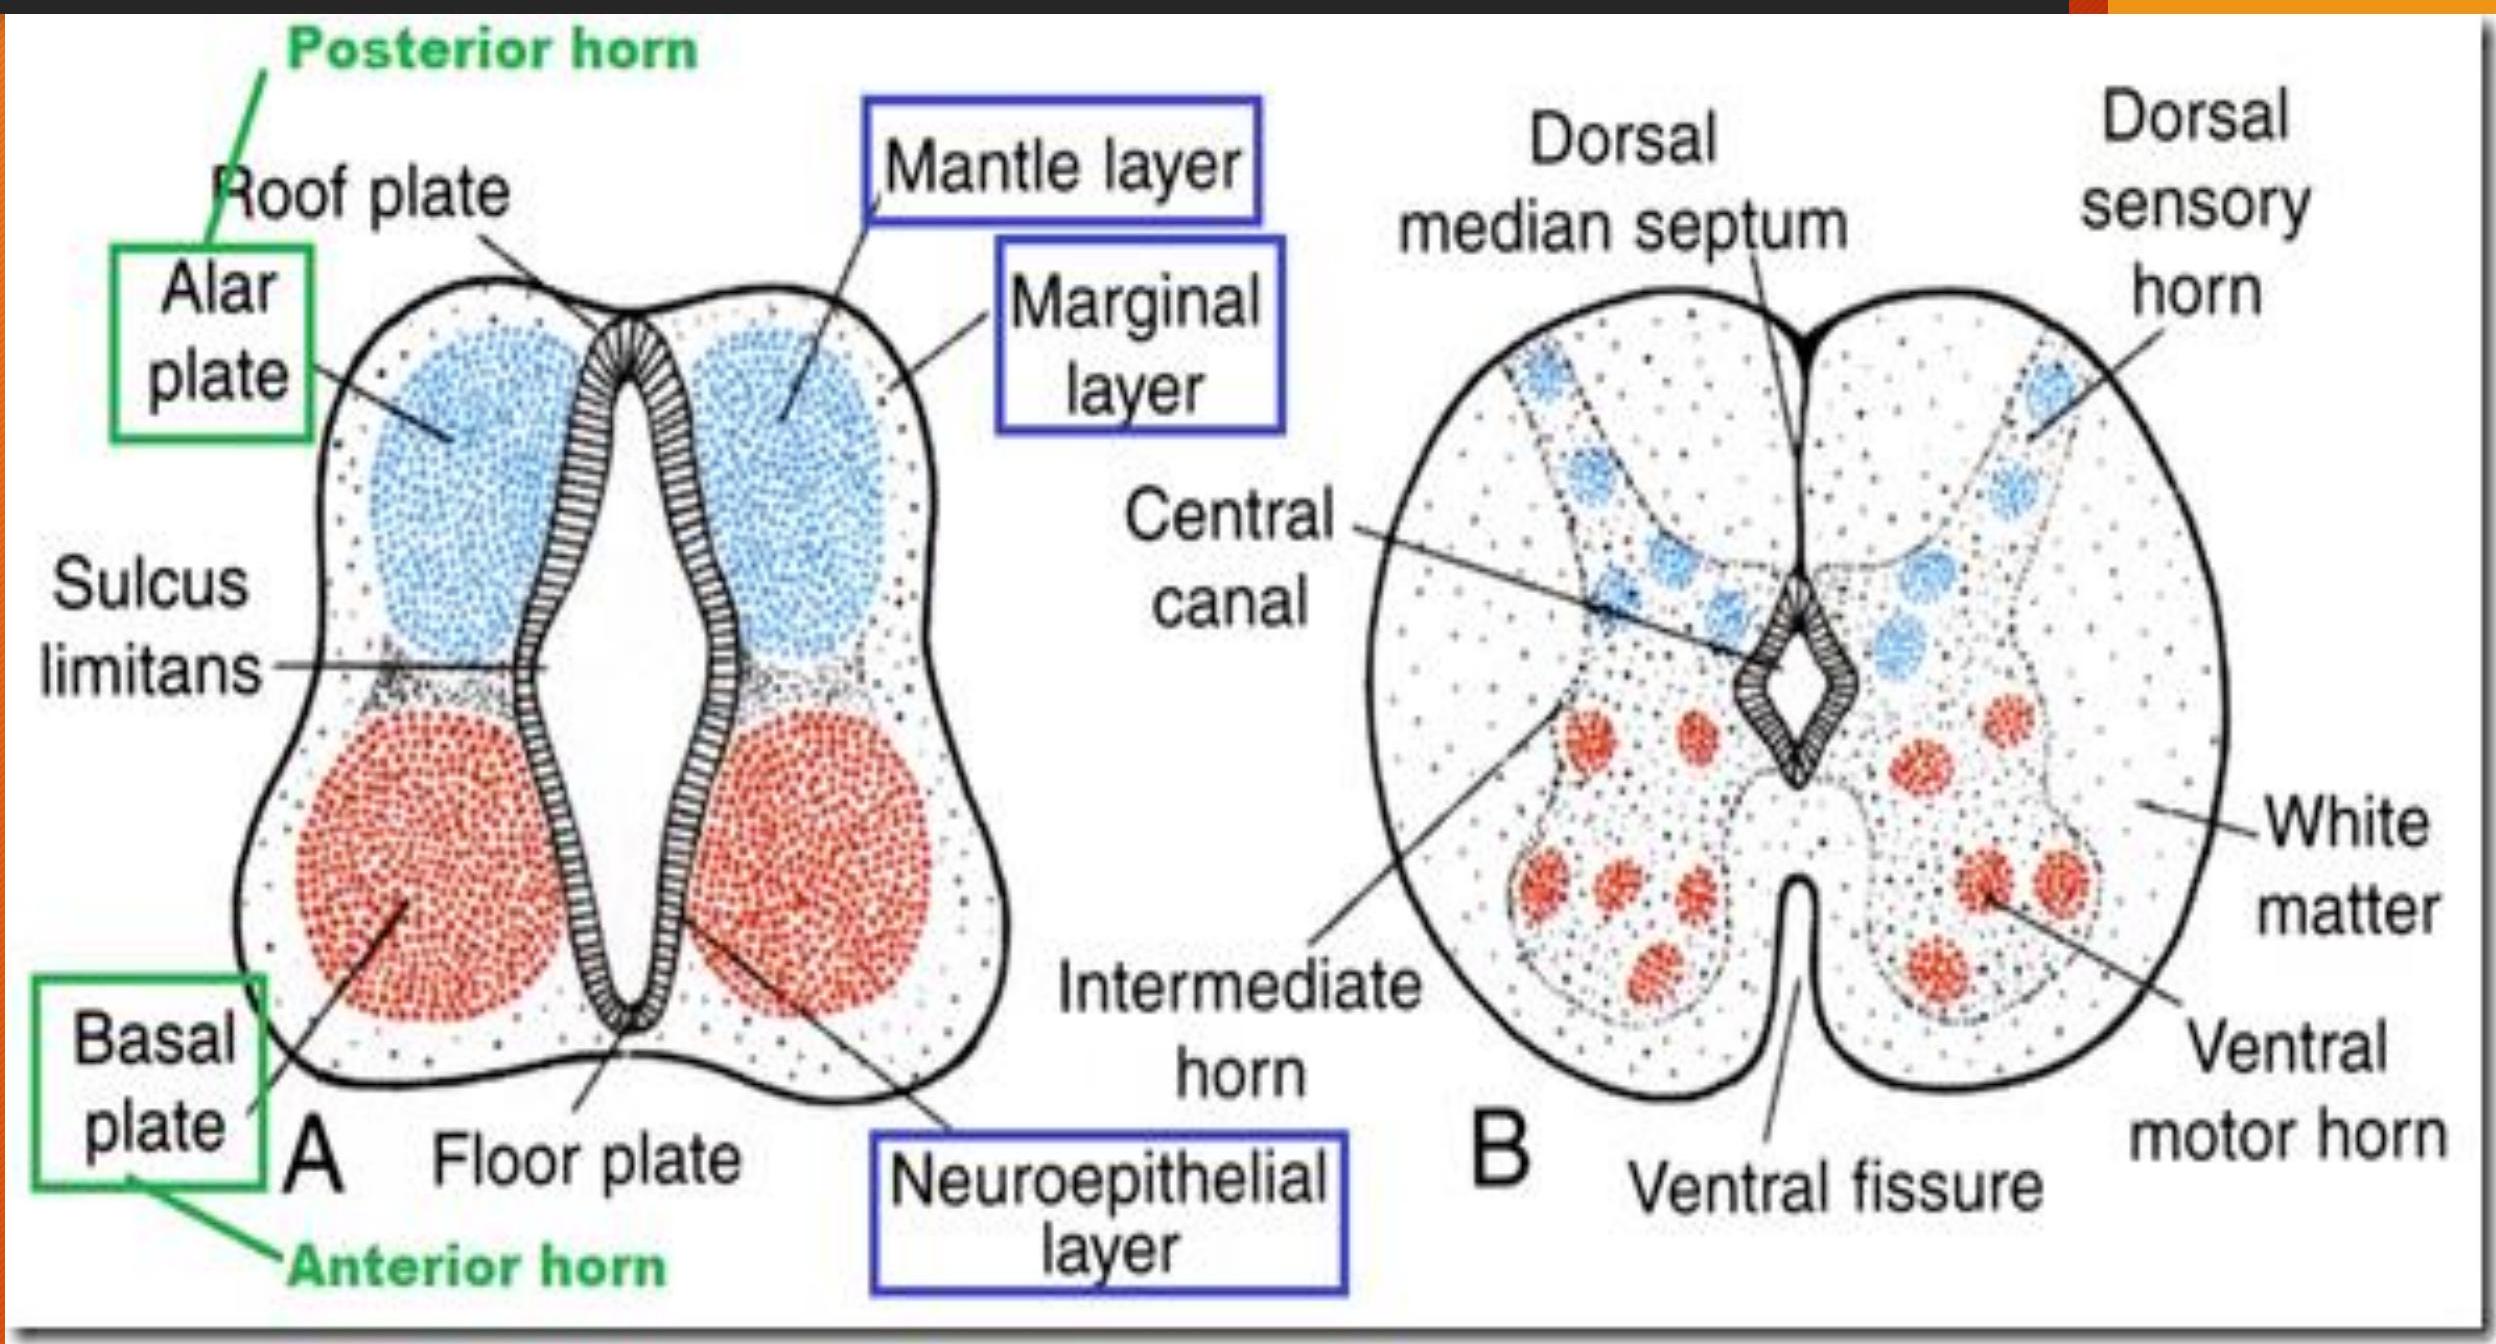 Posterior horn
Roof plate
Alar
plate
Mantle layer
Marginal
layer
Sulcus
limitans
Basal
plate
A
Floor plate
Neuroepithelial
layer
Anterior horn
Dorsal
median septum
Dorsal
sensory
horn
Central
canal
Intermediate
horn
White
matter
Ventral
motor horn
B
Ventral fissure